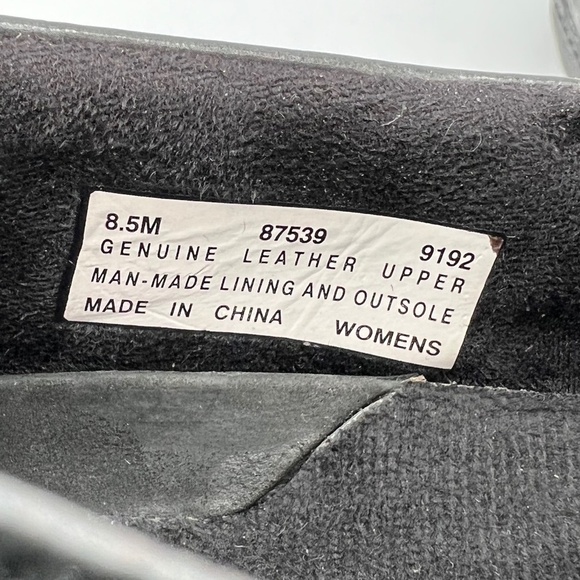 8.5M 87539 9192
GENUINE LEATHER UPPER
MAN-MADE LINING AND OUTSOLE
MADE IN CHINA WOMENS